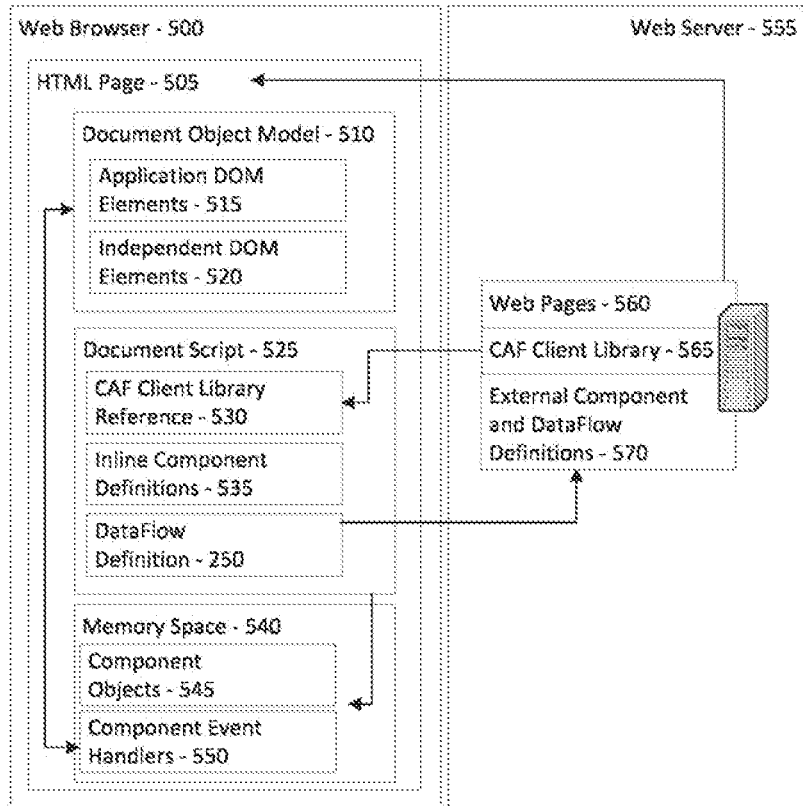 Web Browser - 500
Web Server - 555
HTML Page - 505
Document Object Model - 510
Application DOM
Elements - 515
Independent DOM
Elements - 520
Web Pages - 560
Document Script - 525
CAF Client Library - 565
CAF Client Library
Reference - 530
External Component
and DataFlow
Definitions - 570
Inline Component
Definitions - 535
DataFlow
Definition - 250
Memory Space - 540
Component
Objects - 545
Component Event
Handlers - 550